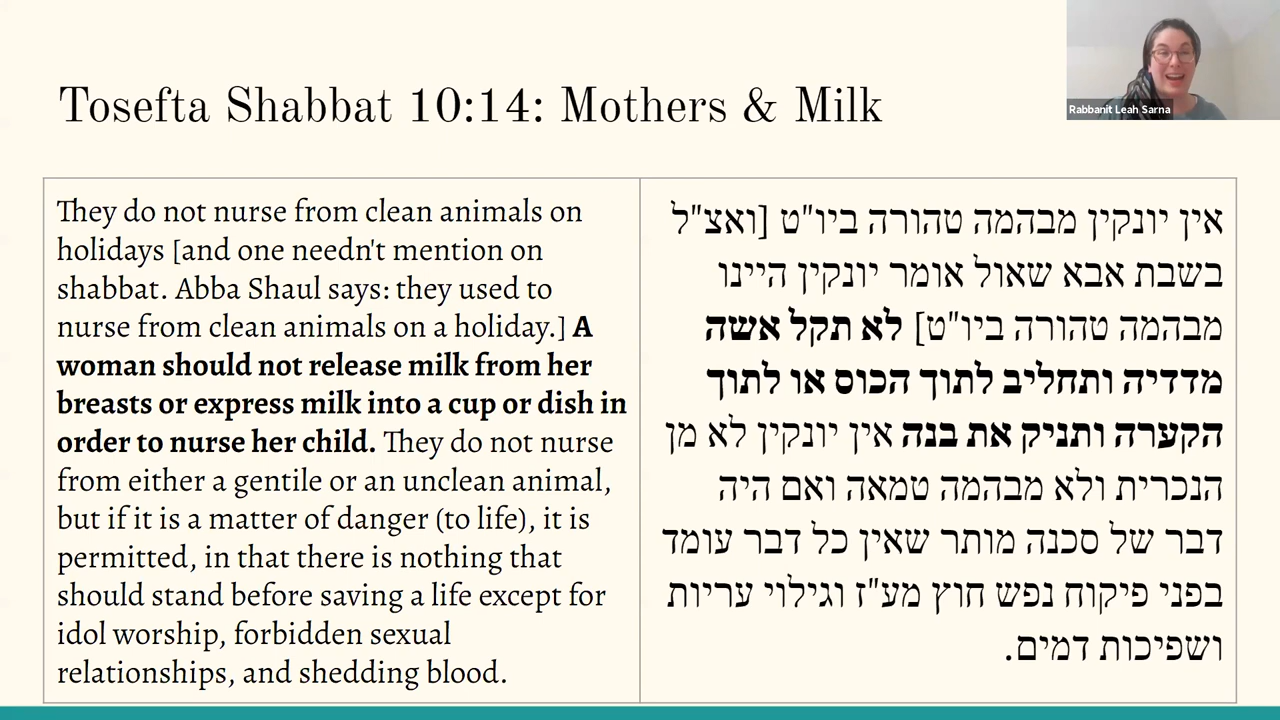 Tosefta Shabbat 10:14: Mothers & Milk
Rabbanit Leah Sarna
They do not nurse from clean animals on
holidays [and one needn't mention on
shabbat. Abba Shaul says: they used to
nurse from clean animals on a holiday.] A
woman should not release milk from her
breasts or express milk into a cup or dish in
order to nurse her child. They do not nurse
from either a gentile or an unclean animal,
but if it is a matter of danger (to life), it is
permitted, in that there is nothing that
should stand before saving a life except for
idol worship, forbidden sexual
relationships, and shedding blood.
אין יונקין מבהמה טהורה ביו"ט [ואצ"ל
בשבת אבא שאול אומר יונקין היינו
מבהמה טהורה ביו"ט] לא תקל אשה
מדדיה ותחליב לתוך הכוס או לתוך
הקערה ותניק את בנה אין יונקין לא מן
הנכרית ולא מבהמה טמאה ואם היה
דבר של סכנה מותר שאין כל דבר עומד
בפני פיקוח נפש חוץ מע"ז וגילוי עריות
ושפיכות דמים.